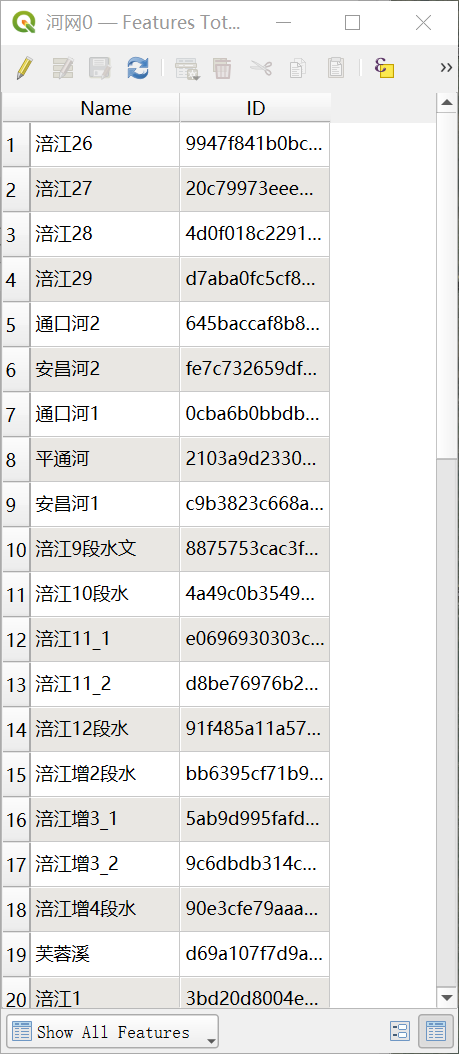 河网0 — Features Tot...
Name ID
1 涪江26 9947f841b0bc...
2 涪江27 20c79973eee...
3 涪江28 4d0f018c2291...
4 涪江29 d7aba0fc5cf8...
5 通口河2 645baccaf8b8...
6 安昌河2 fe7c732659df...
7 通口河1 0cba6b0bbdb...
8 平通河 2103a9d2330...
9 安昌河1 c9b3823c668a...
10 涪江9段水文 8875753cac3f...
11 涪江10段水 4a49c0b3549...
12 涪江11_1 e0696930303c...
13 涪江11_2 d8be76976b2...
14 涪江12段水 91f485a11a57...
15 涪江增2段水 bb6395cf71b9...
16 涪江增3_1 5ab9d995fafd...
17 涪江增3_2 9c6dbdb314c...
18 涪江增4段水 90e3cfe79aaa...
19 芙蓉溪 d69a107f7d9a...
20 涪江1 3bd20d8004e...
Show All Features